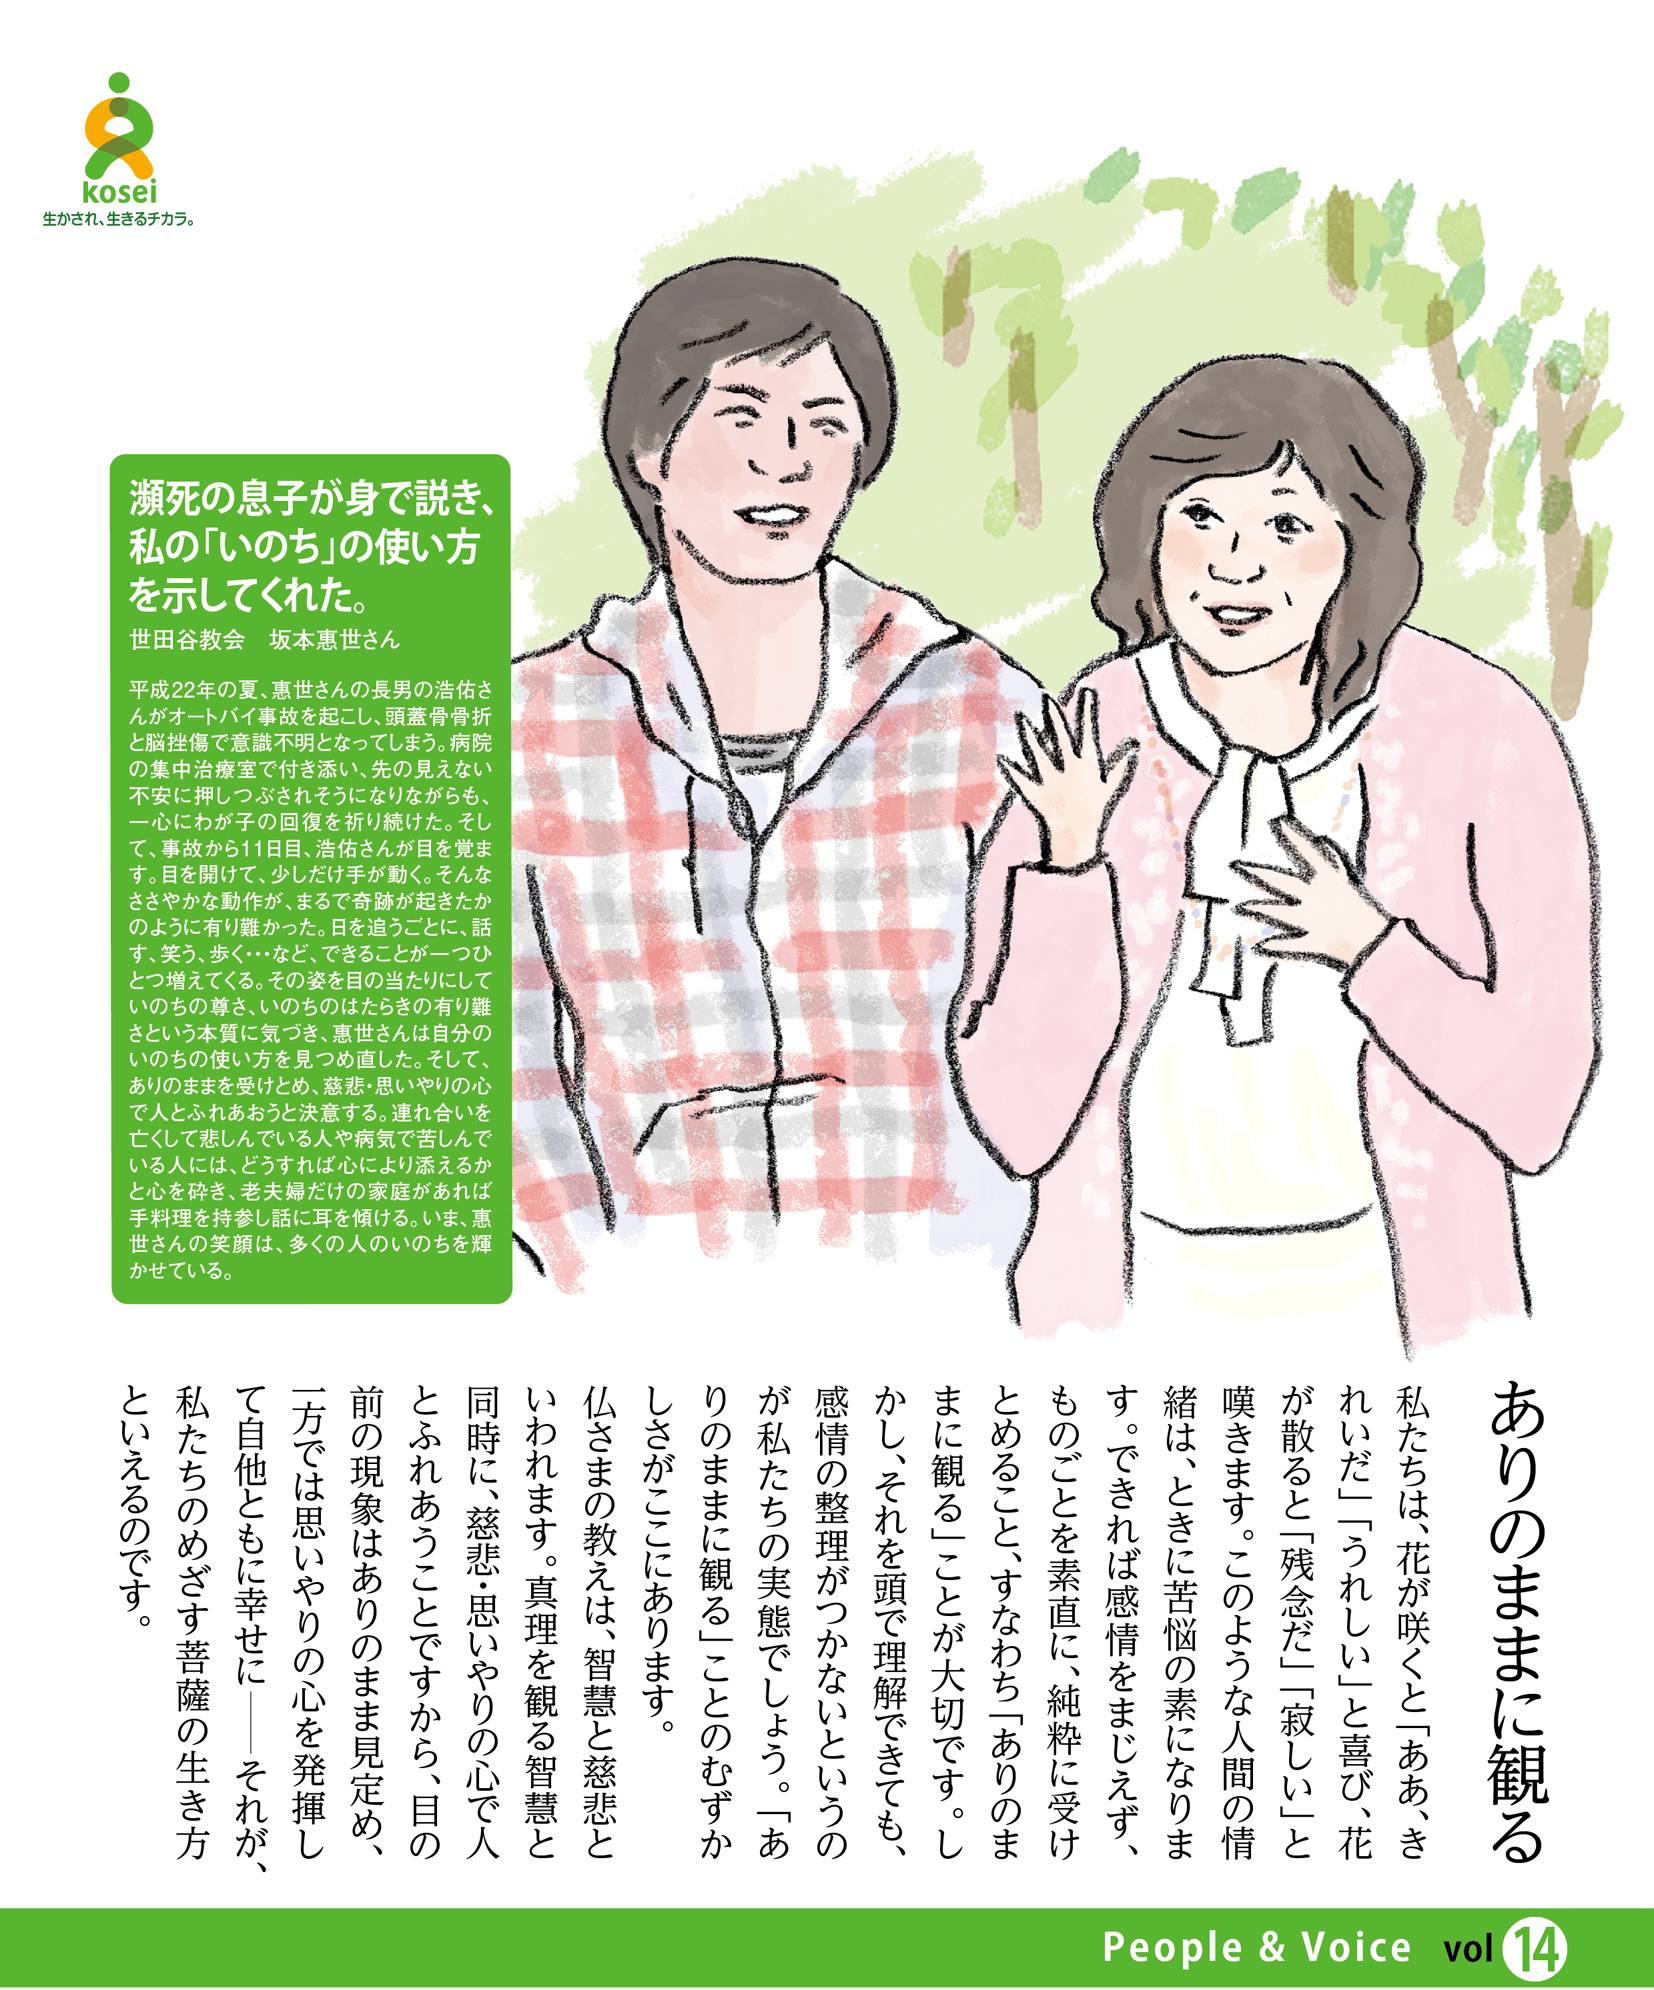 kosei
生かされ、生きるチカラ。
瀕死の息子が身で説き、
私の「いのち」の使い方
を示してくれた。
世田谷教会　坂本惠世さん
平成22年の夏、惠世さんの長男の浩佑さ
んがオートバイ事故を起こし、頭蓋骨骨折
と脳挫傷で意識不明となってしまう。病院
の集中治療室で付き添い、先の見えない
不安に押しつぶされそうになりながらも、
一心にわが子の回復を祈り続けた。そし
て、事故から11日目、浩佑さんが目を覚ま
す。目を開けて、少しだけ手が動く。そんな
ささやかな動作が、まるで奇跡が起きたか
のように有り難かった。日を追うごとに、話
す、笑う、歩く…など、できることが一つひ
とつ増えてくる。その姿を目の当たりにして
いのちの尊さ、いのちのはたらきの有り難
さという本質に気づき、惠世さんは自分の
いのちの使い方を見つめ直した。そして、
ありのままを受けとめ、慈悲・思いやりの心
で人とふれあおうと決意する。連れ合いを
亡くして悲しんでいる人や病気で苦しんで
いる人には、どうすれば心により添えるか
と心を砕き、老夫婦だけの家庭があれば
手料理を持参し話に耳を傾ける。いま、惠
世さんの笑顔は、多くの人のいのちを輝
かせている。
ありのままに観る
私たちは、花が咲くと「ああ、き
れいだ」「うれしい」と喜び、花
が散ると「残念だ」「寂しい」と
嘆きます。このような人間の情
緒は、ときに苦悩の素になりま
す。できれば感情をまじえず、
ものごとを素直に、純粋に受け
とめること、すなわち「ありのま
まに観る」ことが大切です。し
かし、それを頭で理解できても、
感情の整理がつかないというの
が私たちの実態でしょう。「あ
りのままに観る」ことのむずか
しさがここにあります。
仏さまの教えは、智慧と慈悲と
いわれます。真理を観る智慧と
同時に、慈悲・思いやりの心で人
とふれあうことですから、目の
前の現象はありのまま見定め、
一方では思いやりの心を発揮し
て自他ともに幸せに――それが、
私たちのめざす菩薩の生き方
といえるのです。
People & Voice vol 14